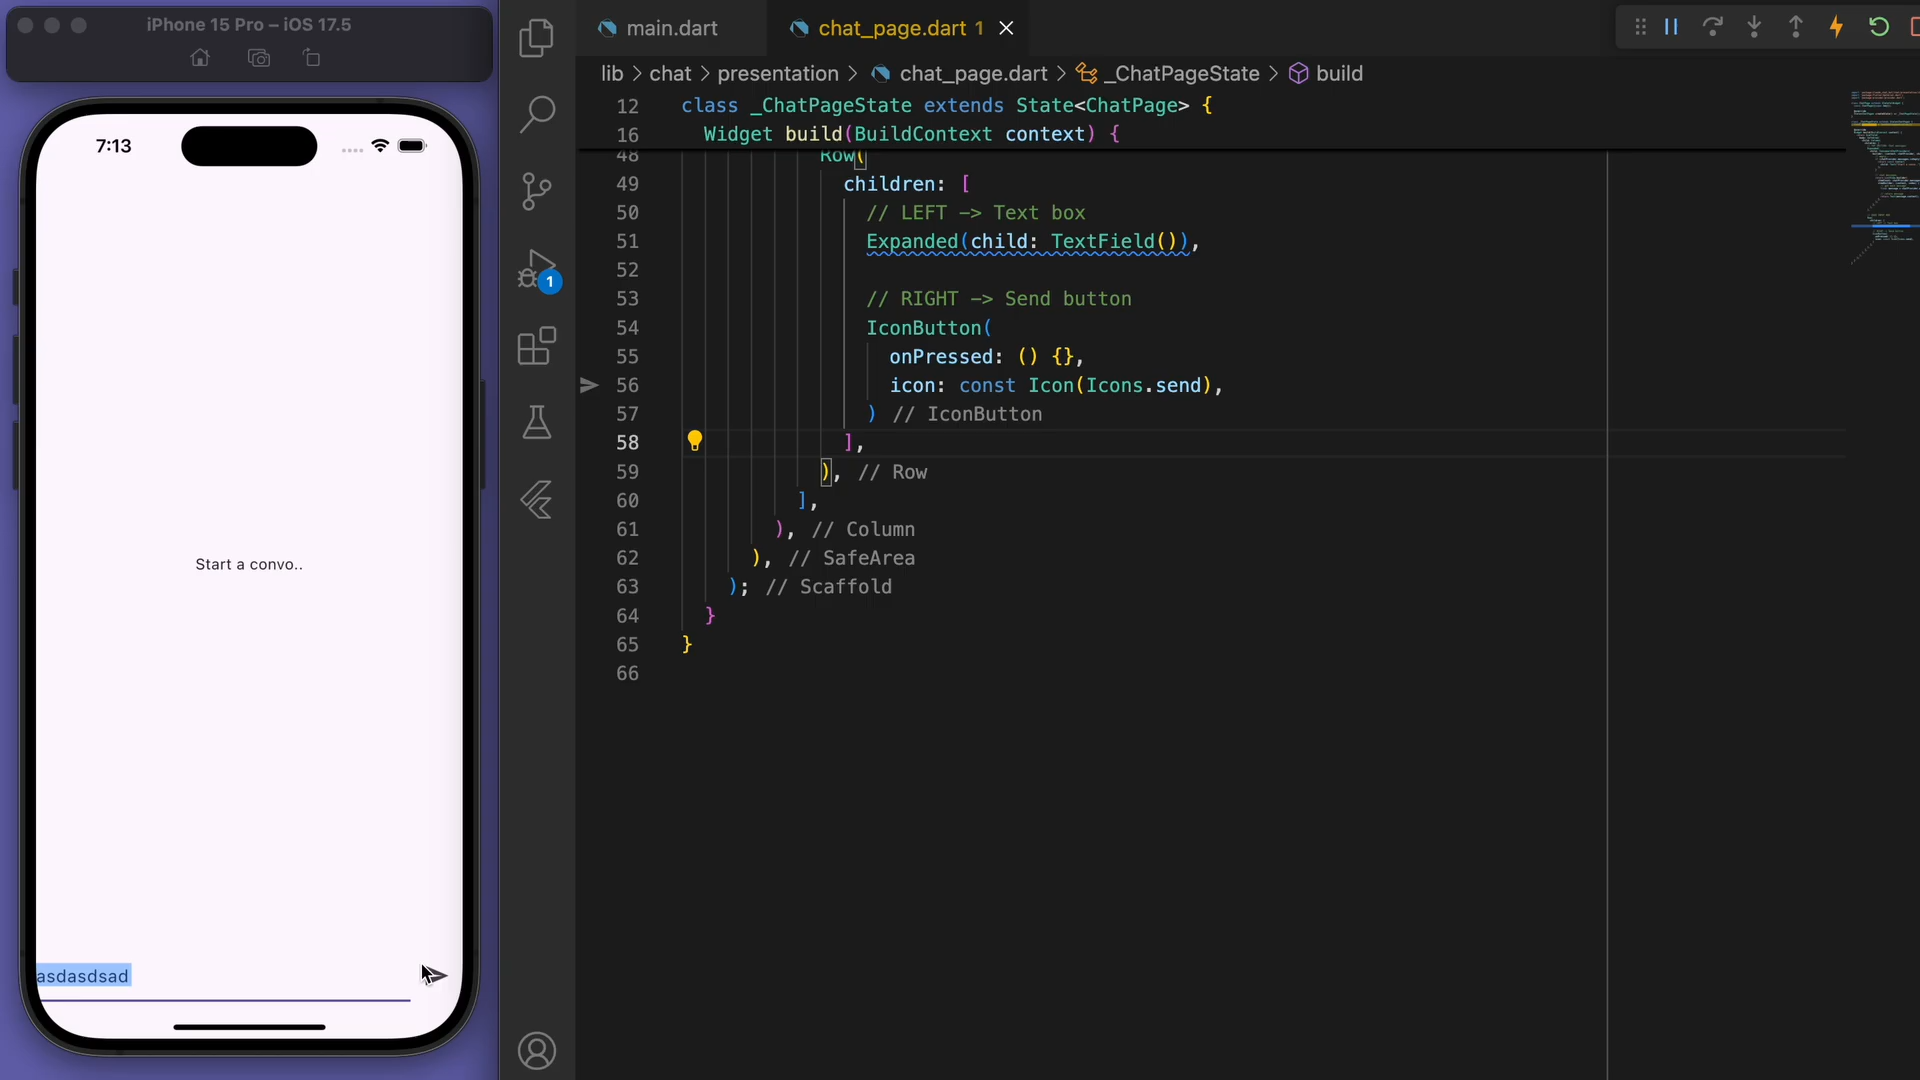 iPhone 15 Pro – iOS 17.5
7:13
Start a convo..
asdasdsad
1
main.dart
chat_page.dart 1
lib > chat > presentation > chat_page.dart > _ChatPageState > build
12 class _ChatPageState extends State<ChatPage> {
16 Widget build(BuildContext context) {
48 Row(
49 children: [
50 // LEFT -> Text box
51 Expanded(child: TextField()),
52
53 // RIGHT -> Send button
54 IconButton(
55 onPressed: () {},
56 icon: const Icon(Icons.send),
57 ) // IconButton
58 ],
59 ), // Row
60 ],
61 ), // Column
62 ), // SafeArea
63 ); // Scaffold
64 }
65 }
66